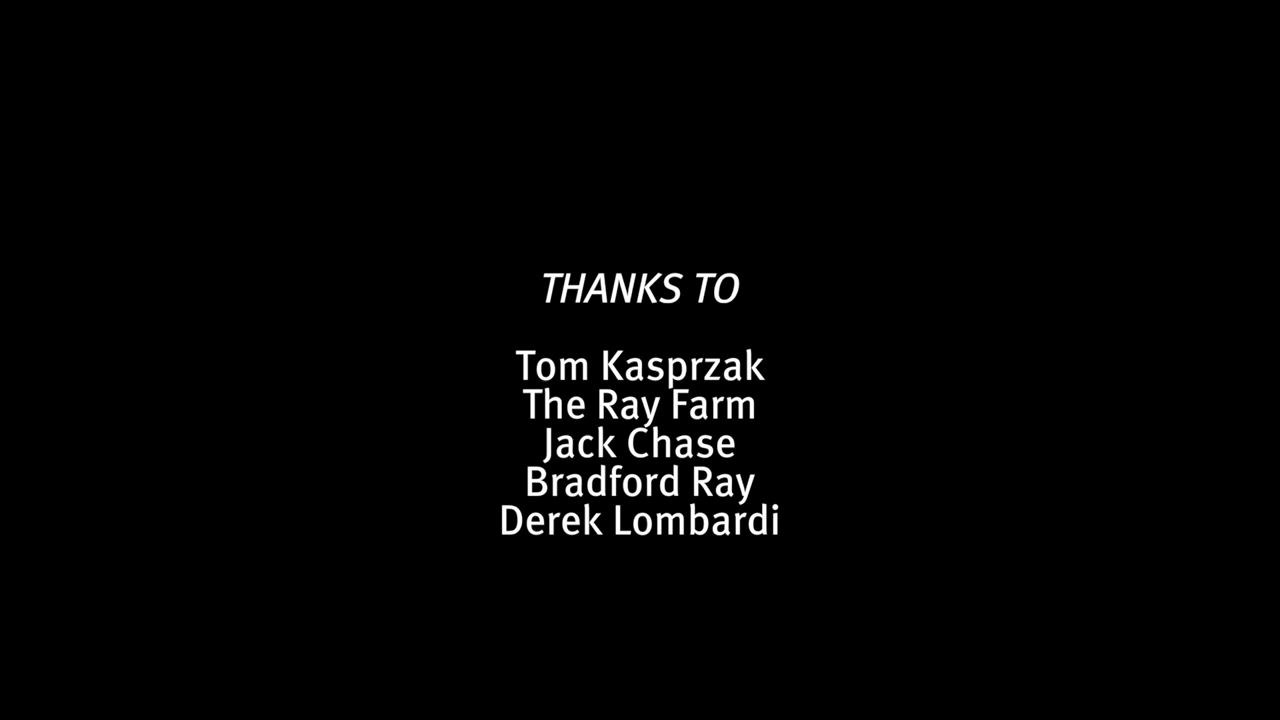 THANKS TO
Tom Kasprzak
The Ray Farm
Jack Chase
Bradford Ray
Derek Lombardi